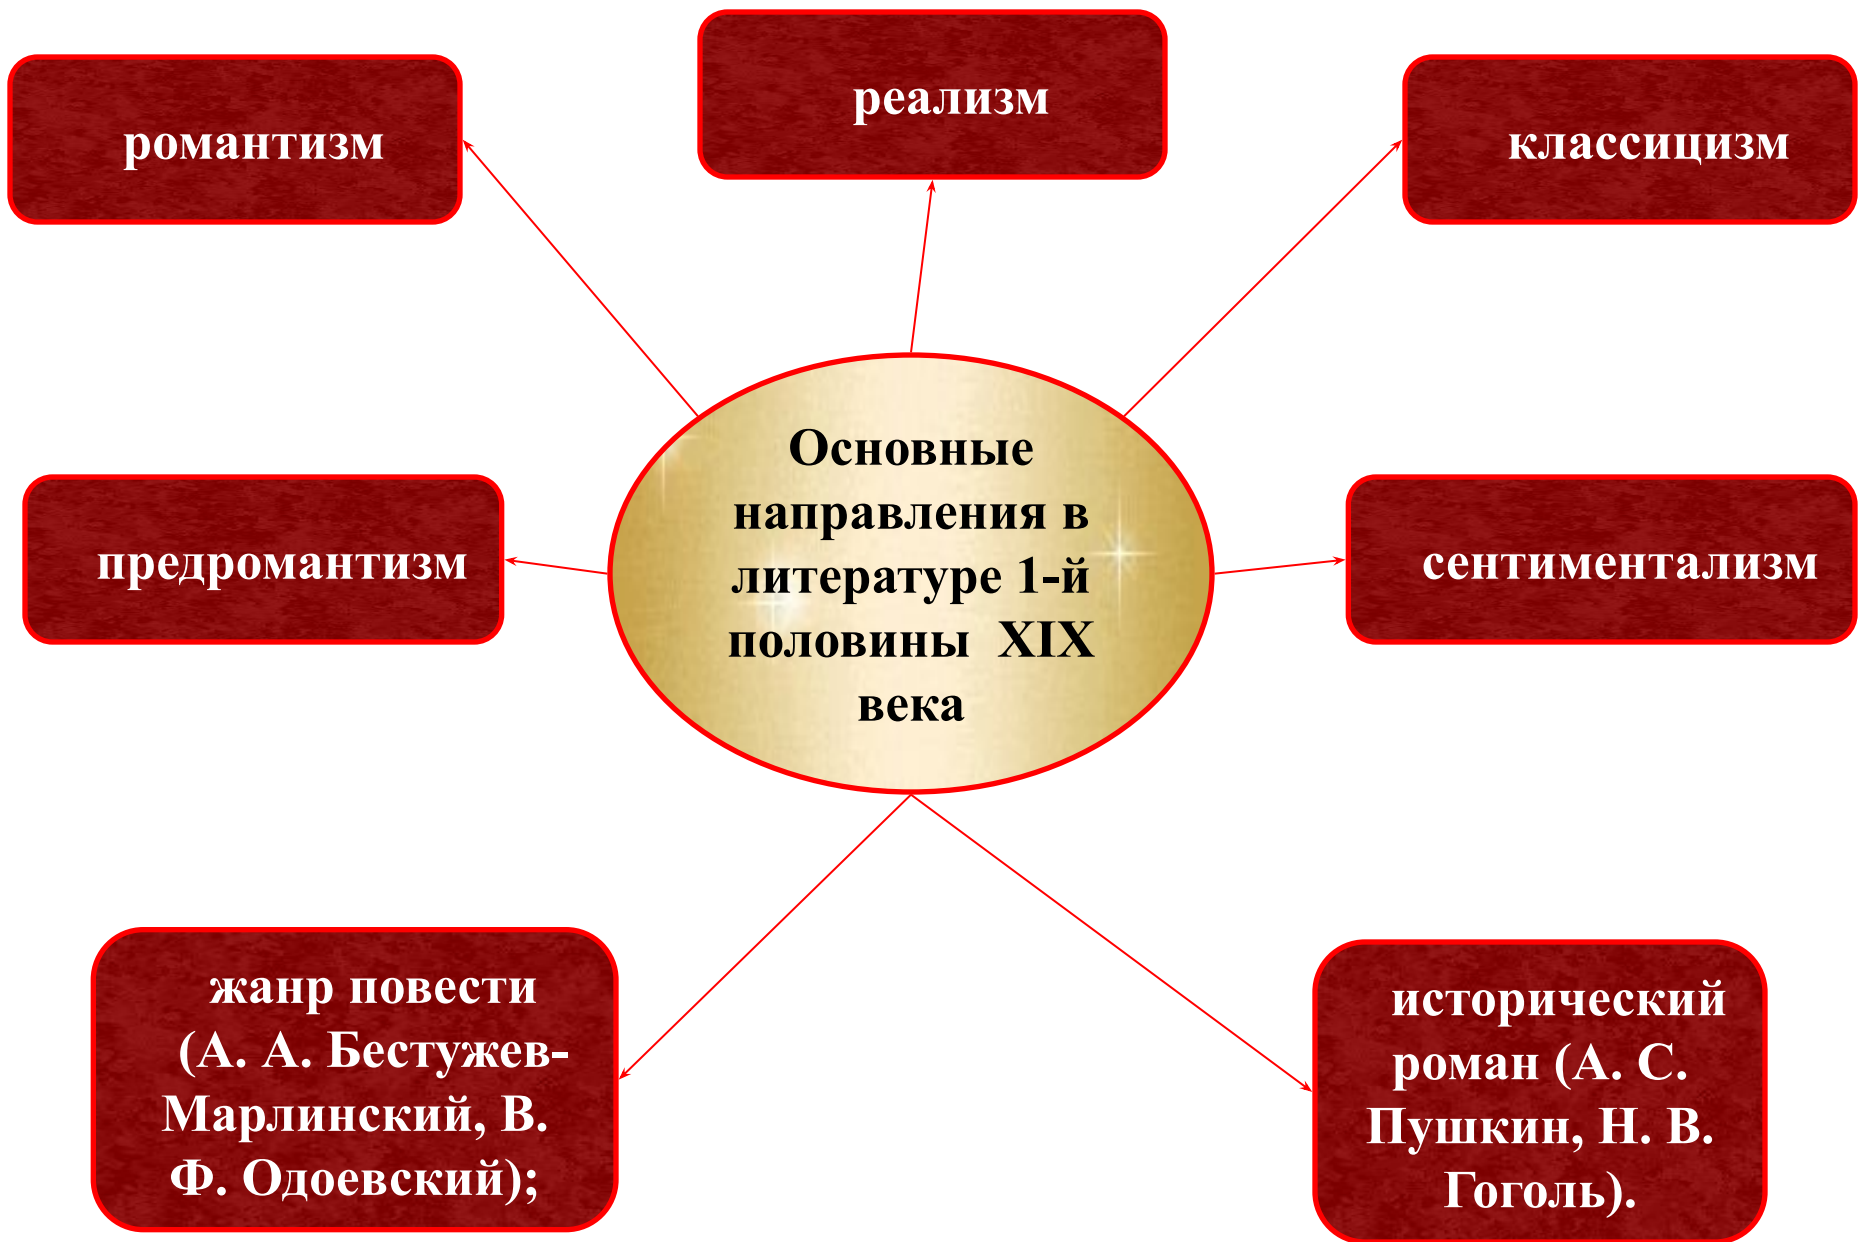 реализм
романтизм
классицизм
Основные
направления в
литературе 1-й
половины XIX
века
предромантизм
сентиментализм
жанр повести
(А. А. Бестужев-
Марлинский, В.
Ф. Одоевский);
исторический
роман (А. С.
Пушкин, Н. В.
Гоголь).